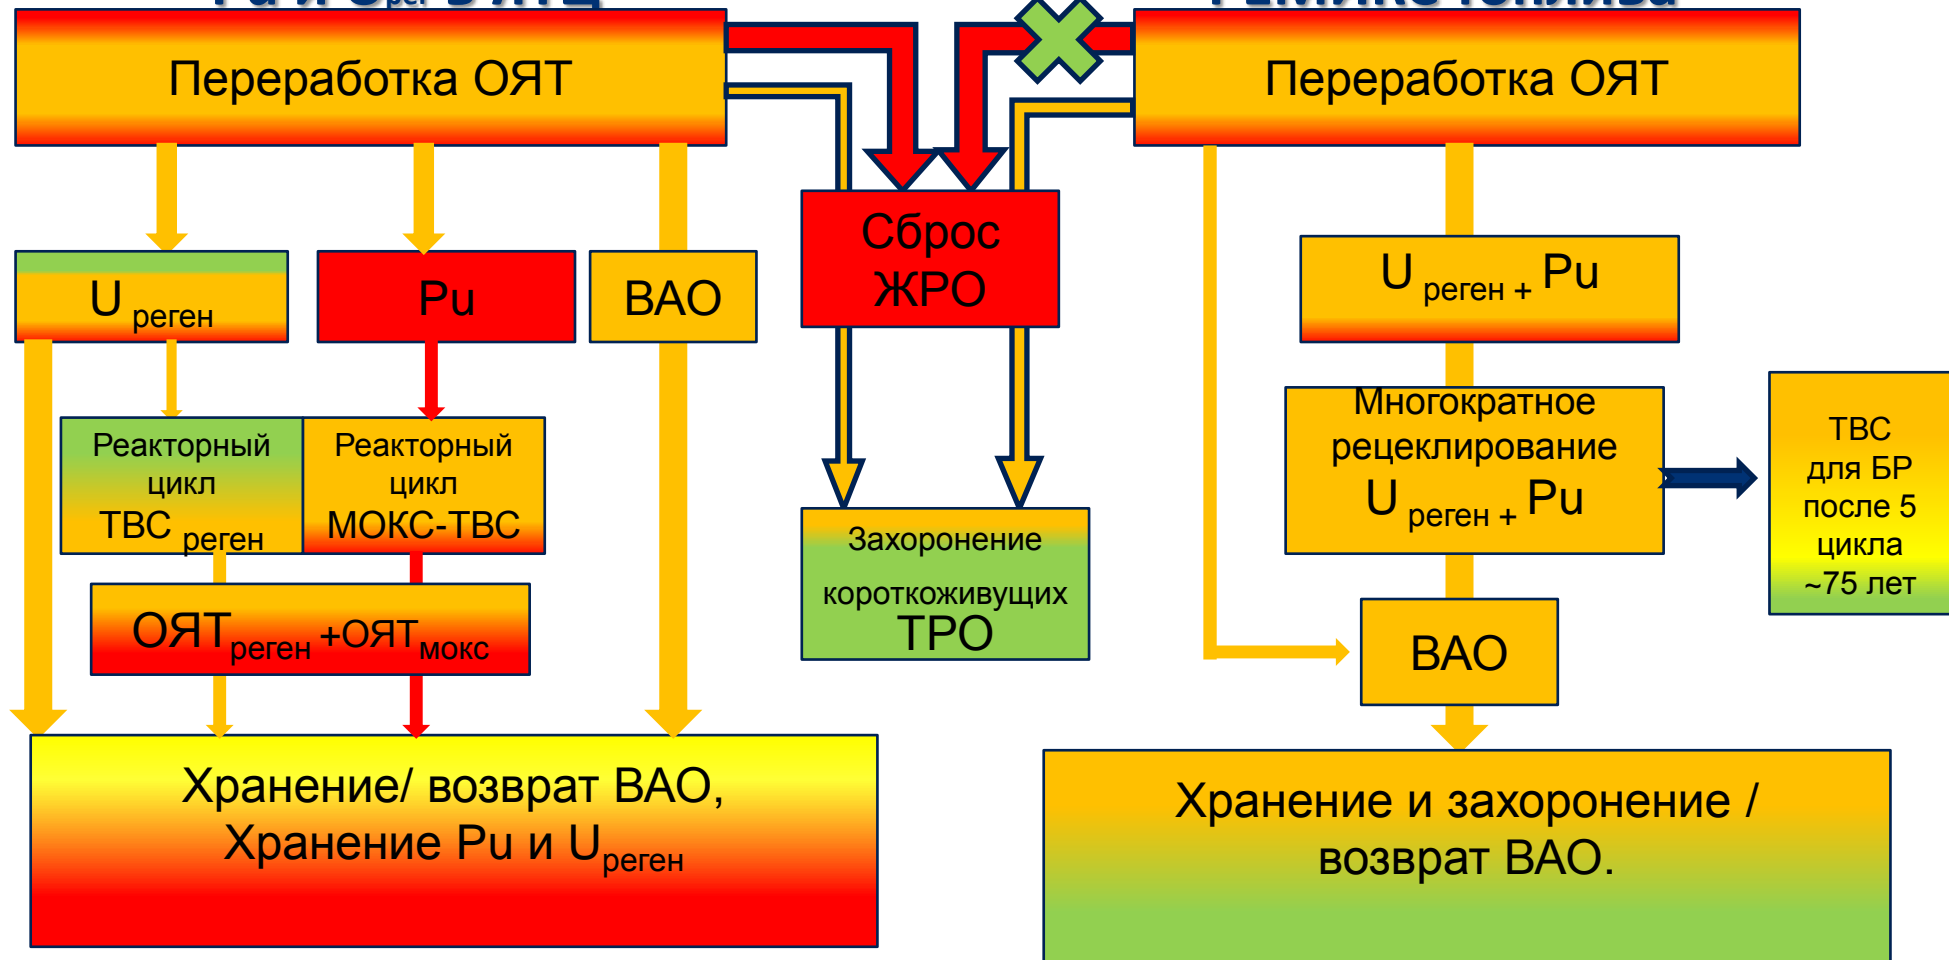 Переработка ОЯТ
Переработка ОЯТ
Сброс
ЖРО
U реген
Pu
ВАО
U реген + Pu
Реакторный
цикл
ТВС реген
Реакторный
цикл
МОКС-ТВС
Многократное
рецеклирование
U реген + Pu
ТВС
для БР
после 5
цикла
~75 лет
Захоронение
короткоживущих
ТРО
ОЯТреген +ОЯТмокс
ВАО
Хранение/ возврат ВАО,
Хранение Pu и Uреген
Хранение и захоронение /
возврат ВАО.